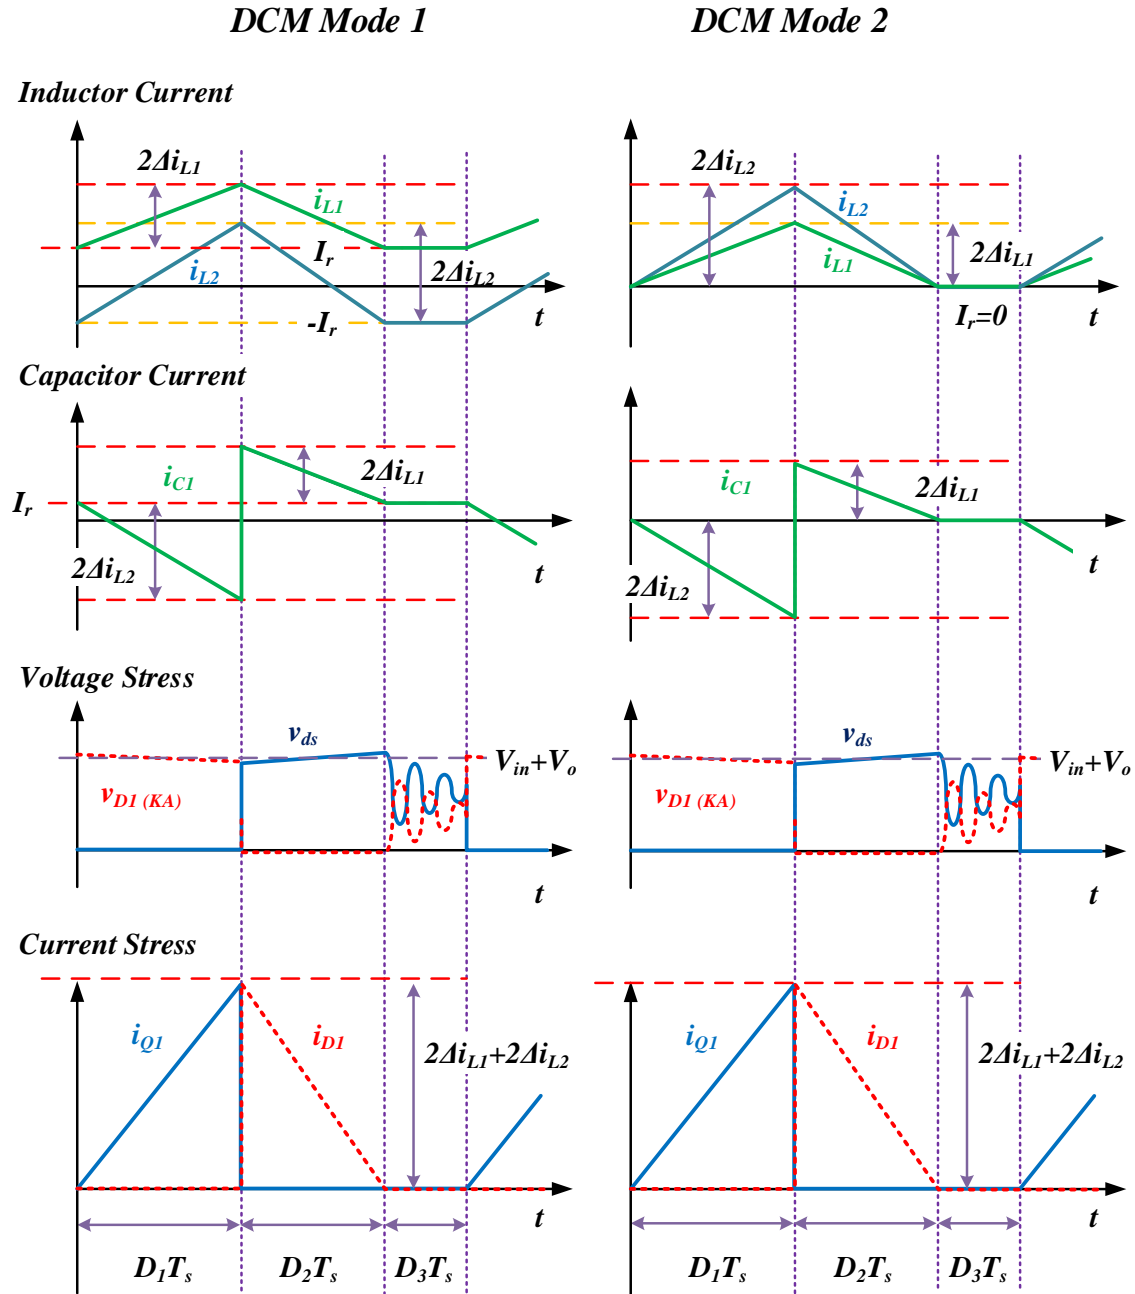 DCM Mode 1
DCM Mode 2
Inductor Current
2Δi_L1
i_L1
I_r
i_L2
2Δi_L2
-I_r
t
2Δi_L2
i_L2
i_L1
2Δi_L1
I_r=0
t
Capacitor Current
i_C1
2Δi_L1
I_r
2Δi_L2
t
i_C1
2Δi_L1
2Δi_L2
t
Voltage Stress
v_ds
V_in+V_o
v_D1 (KA)
t
v_ds
V_in+V_o
v_D1 (KA)
t
Current Stress
i_Q1
i_D1
2Δi_L1+2Δi_L2
t
i_Q1
i_D1
2Δi_L1+2Δi_L2
t
D_1T_s
D_2T_s
D_3T_s
D_1T_s
D_2T_s
D_3T_s